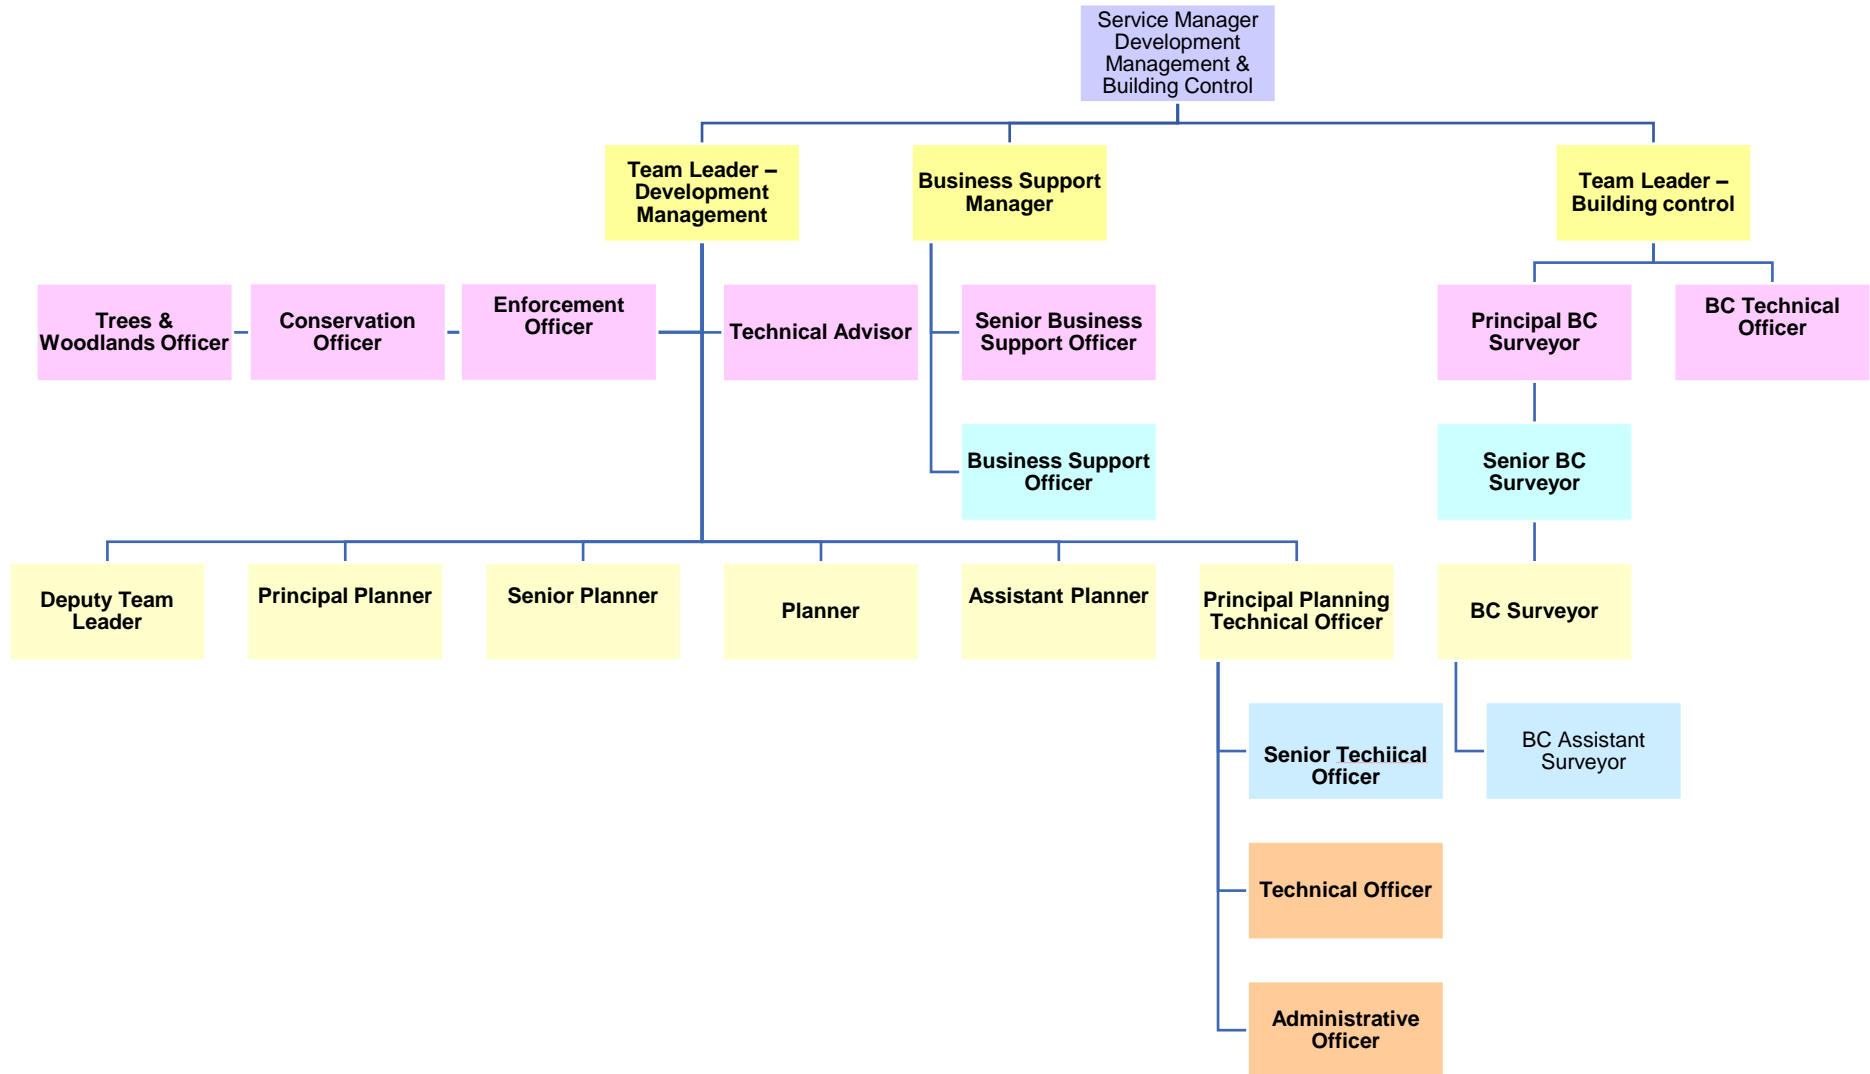 Service Manager
Development
Management &
Building Control
Team Leader –
Development
Management
Business Support
Manager
Team Leader –
Building control
Trees &
Woodlands Officer
Conservation
Officer
Enforcement
Officer
Technical Advisor
Senior Business
Support Officer
Principal BC
Surveyor
BC Technical
Officer
Business Support
Officer
Senior BC
Surveyor
Deputy Team
Leader
Principal Planner
Senior Planner
Planner
Assistant Planner
Principal Planning
Technical Officer
BC Surveyor
Senior Techiical
Officer
BC Assistant
Surveyor
Technical Officer
Administrative
Officer